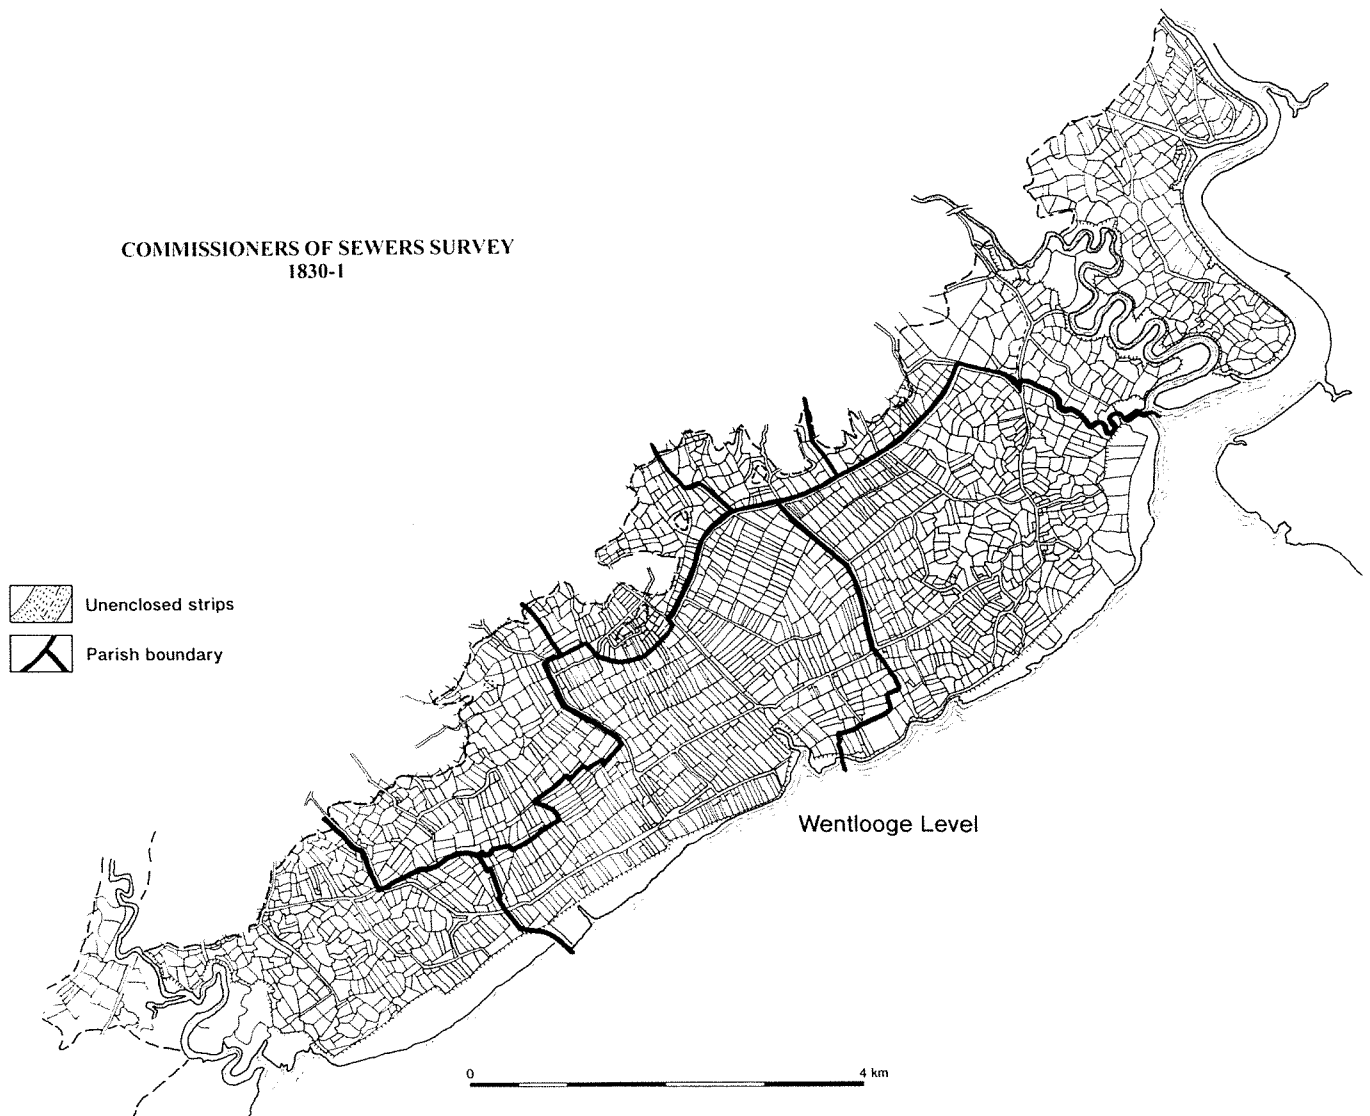 COMMISSIONERS OF SEWERS SURVEY
1830-1
Unenclosed strips
Parish boundary
Wentlooge Level
0 4 km